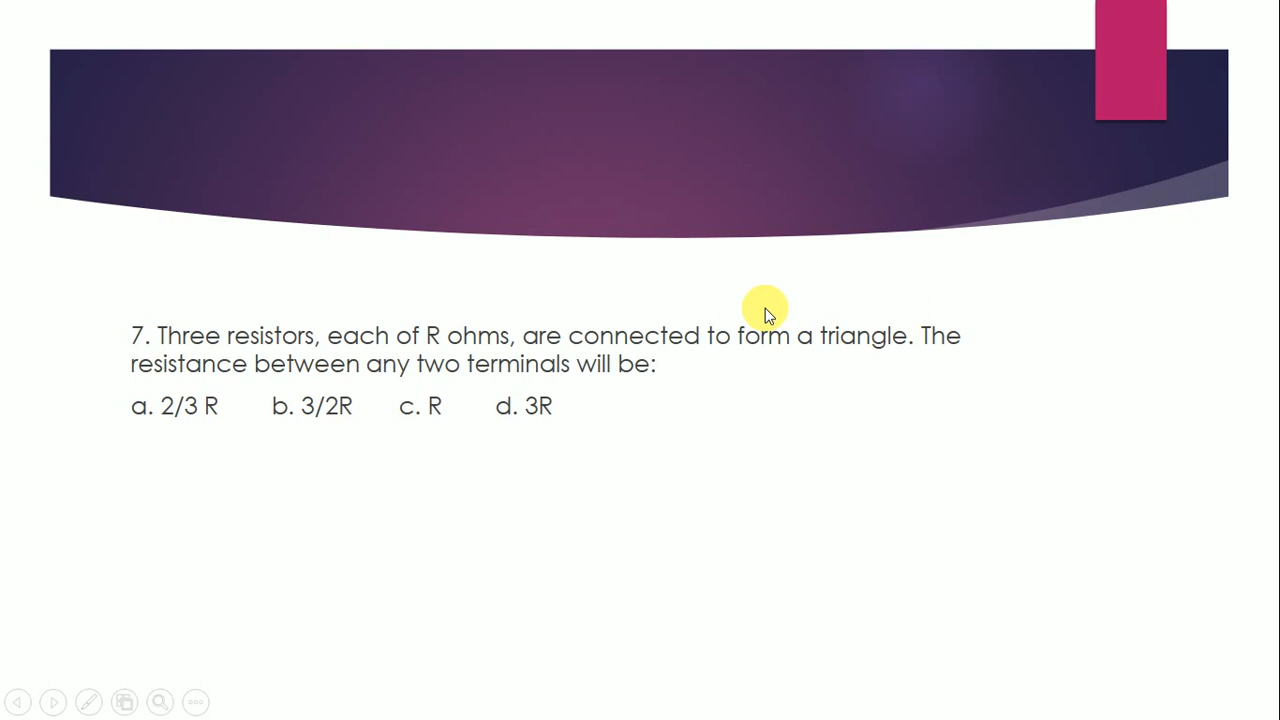 7. Three resistors, each of R ohms, are connected to form a triangle. The
resistance between any two terminals will be:
a. 2/3 R b. 3/2R c. R d. 3R